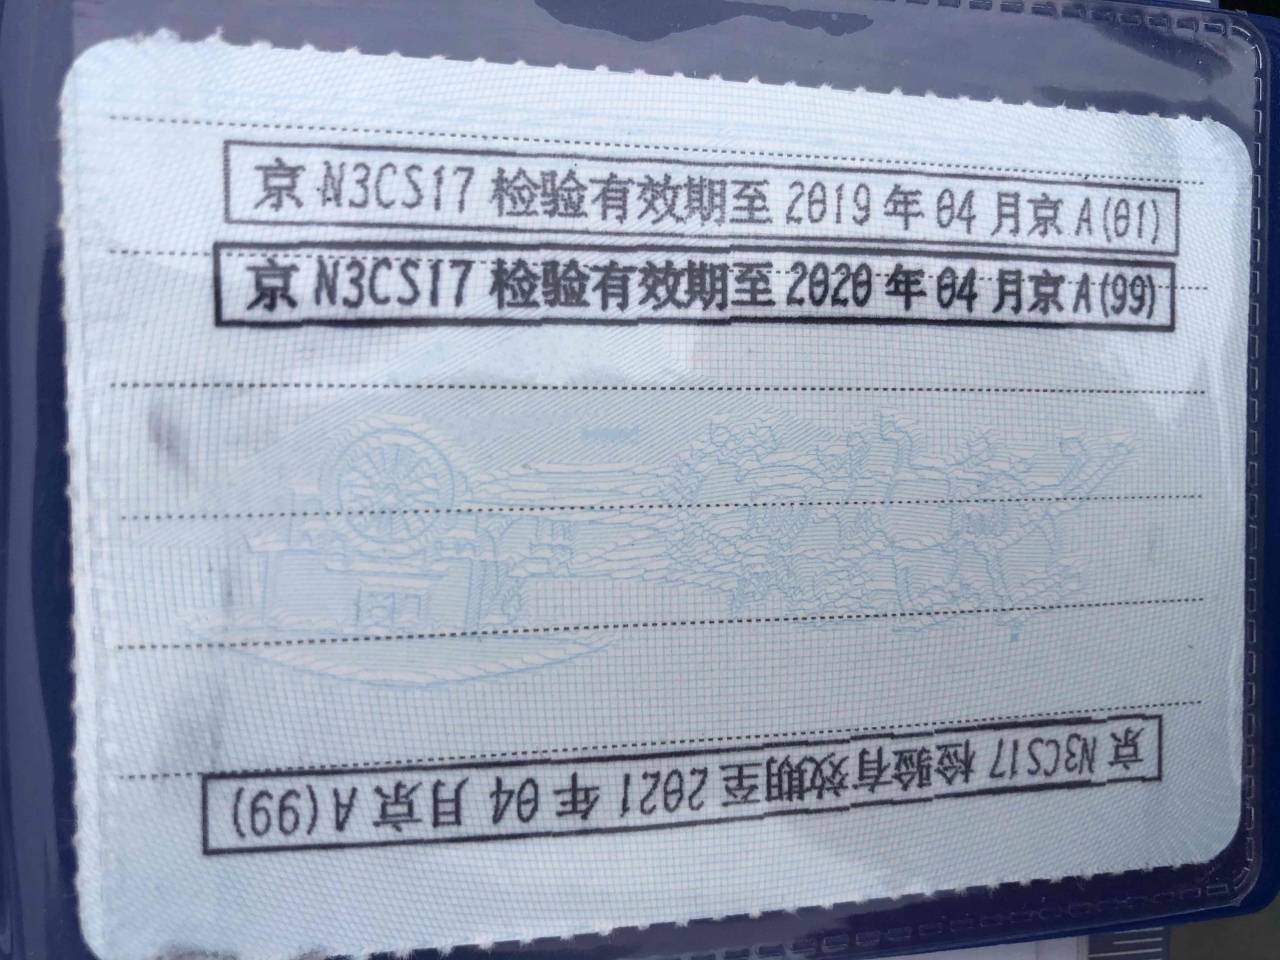 京 N3CS17 检验有效期至 2019 年 04 月京 A(01)
京 N3CS17 检验有效期至 2020 年 04 月京 A(99)
京 N3CS17 检验有效期至 2021 年 04 月京 A(99)